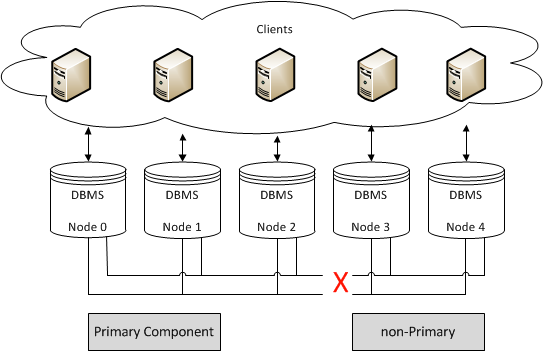 Clients
DBMS
DBMS
DBMS
DBMS
DBMS
Node 0
Node 1
Node 2
Node 3
Node 4
X
Primary Component
non-Primary